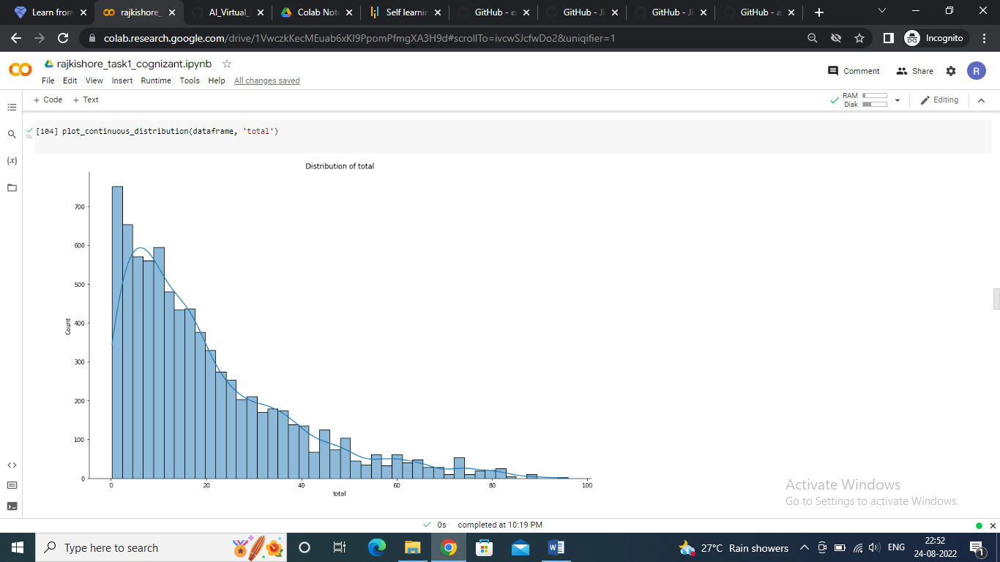 Learn from
rajkishore_
AI_Virtual_
Colab Not
Self learnin
GitHub - e
GitHub - Ji
GitHub - Ji
GitHub - a
colab.research.google.com/drive/1VwczkKecMEuab6xKI9PpomPfmgXA3H9d#scrollTo=ivcwSJcfwDo2&uniqifier=1
Incognito
rajkishore_task1_cognizant.ipynb
Comment
Share
R
File Edit View Insert Runtime Tools Help All changes saved
+ Code + Text
RAM
Disk
Editing
0s
[104] plot_continuous_distribution(dataframe, 'total')
{x}
Distribution of total
700
600
500
400
300
200
100
0
Count
0 20 40 60 80 100
total
Activate Windows
Go to Settings to activate Windows.
0s completed at 10:19 PM
Type here to search
27°C Rain showers
ENG
22:52
24-08-2022
1